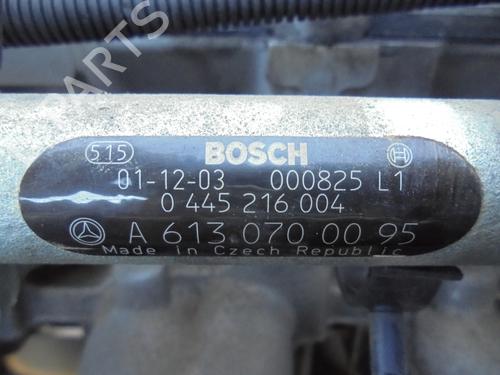 515 BOSCH
01-12-03 000825 L1
0 445 216 004
A 613 070 00 95
Made in Czech Republic
PARTS